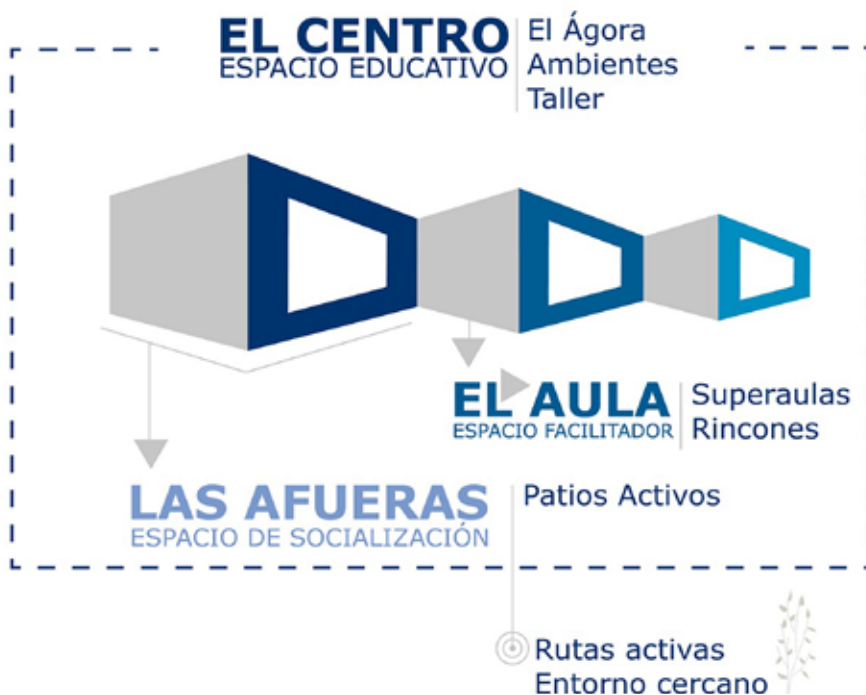 EL CENTRO
ESPACIO EDUCATIVO
El Ágora
Ambientes
Taller
EL AULA
ESPACIO FACILITADOR
Superaulas
Rincones
LAS AFUERAS
ESPACIO DE SOCIALIZACIÓN
Patios Activos
Rutas activas
Entorno cercano